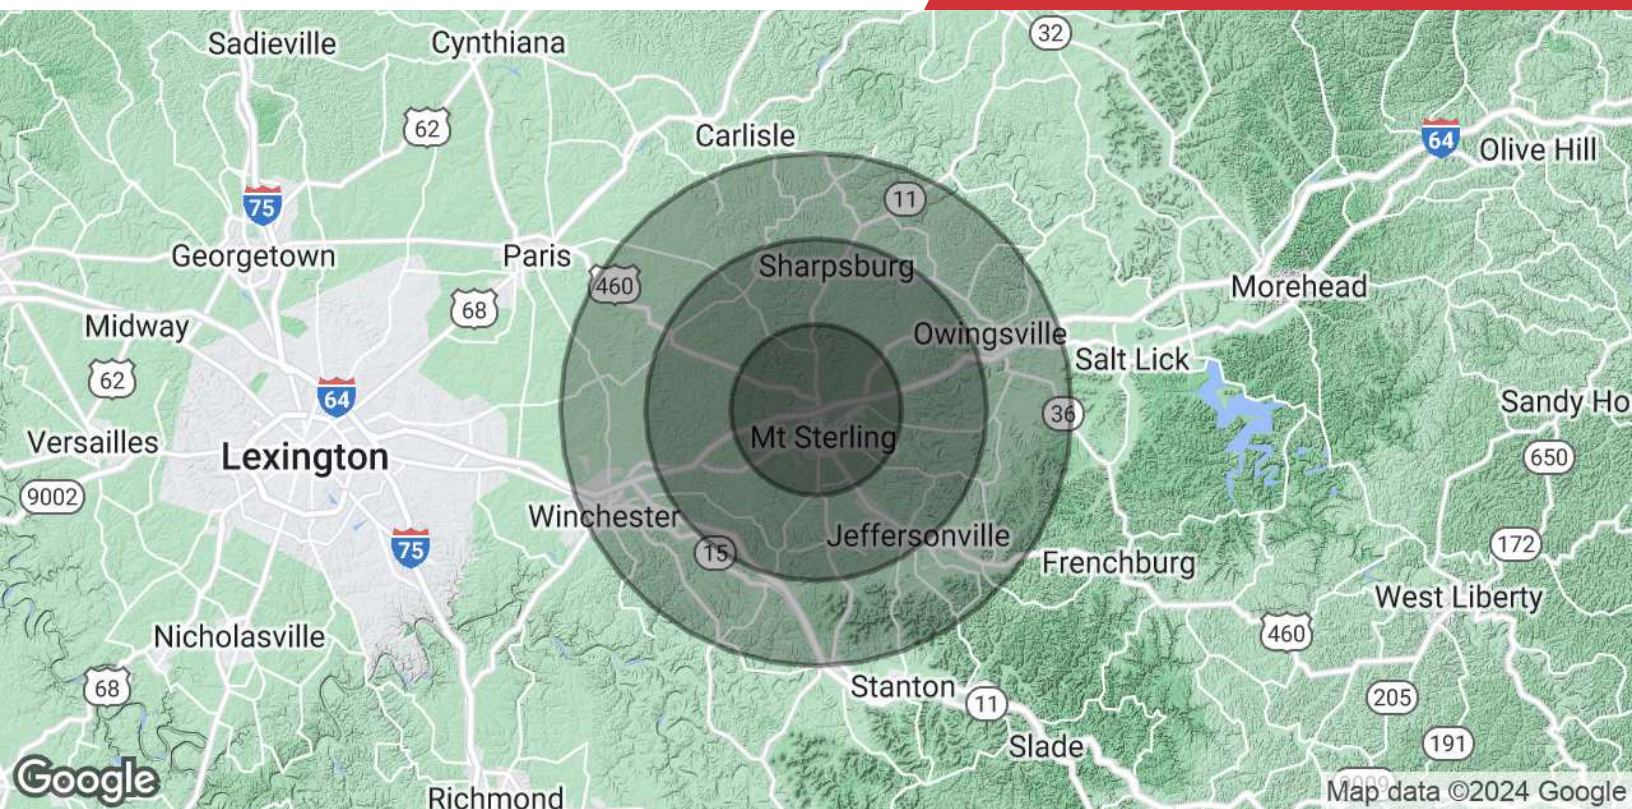 Sadieville
Cynthiana
32
62
Carlisle
64
Olive Hill
75
11
Georgetown
Paris
Sharpsburg
460
Morehead
68
Midway
Owingsville
Salt Lick
62
64
36
Sandy Ho
Versailles
Mt Sterling
Lexington
650
9002
Winchester
Jeffersonville
75
15
172
Frenchburg
West Liberty
Nicholasville
460
68
Stanton
11
205
Slade
191
Google
Richmond
Map data ©2024 Google